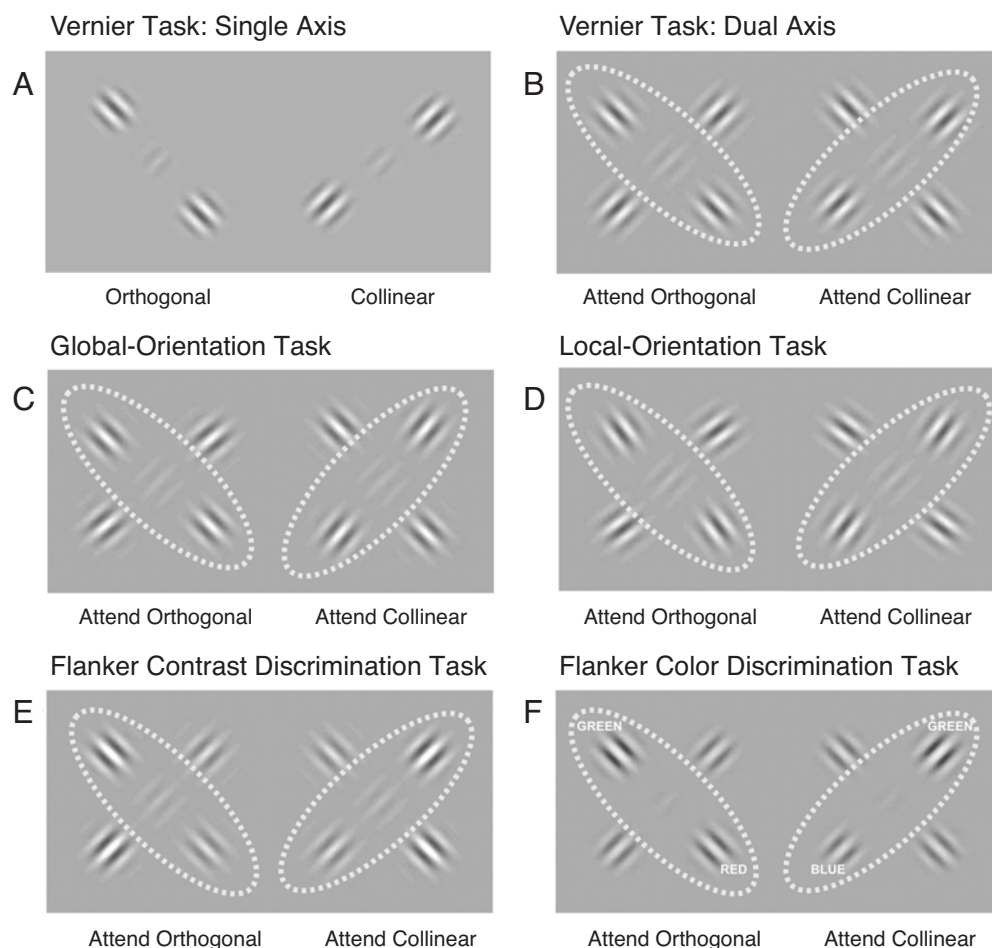 Vernier Task: Single Axis
Vernier Task: Dual Axis
A
B
Orthogonal
Collinear
Attend Orthogonal
Attend Collinear
Global-Orientation Task
Local-Orientation Task
C
D
Attend Orthogonal
Attend Collinear
Attend Orthogonal
Attend Collinear
Flanker Contrast Discrimination Task
Flanker Color Discrimination Task
E
F
GREEN
GREEN
RED
BLUE
Attend Orthogonal
Attend Collinear
Attend Orthogonal
Attend Collinear